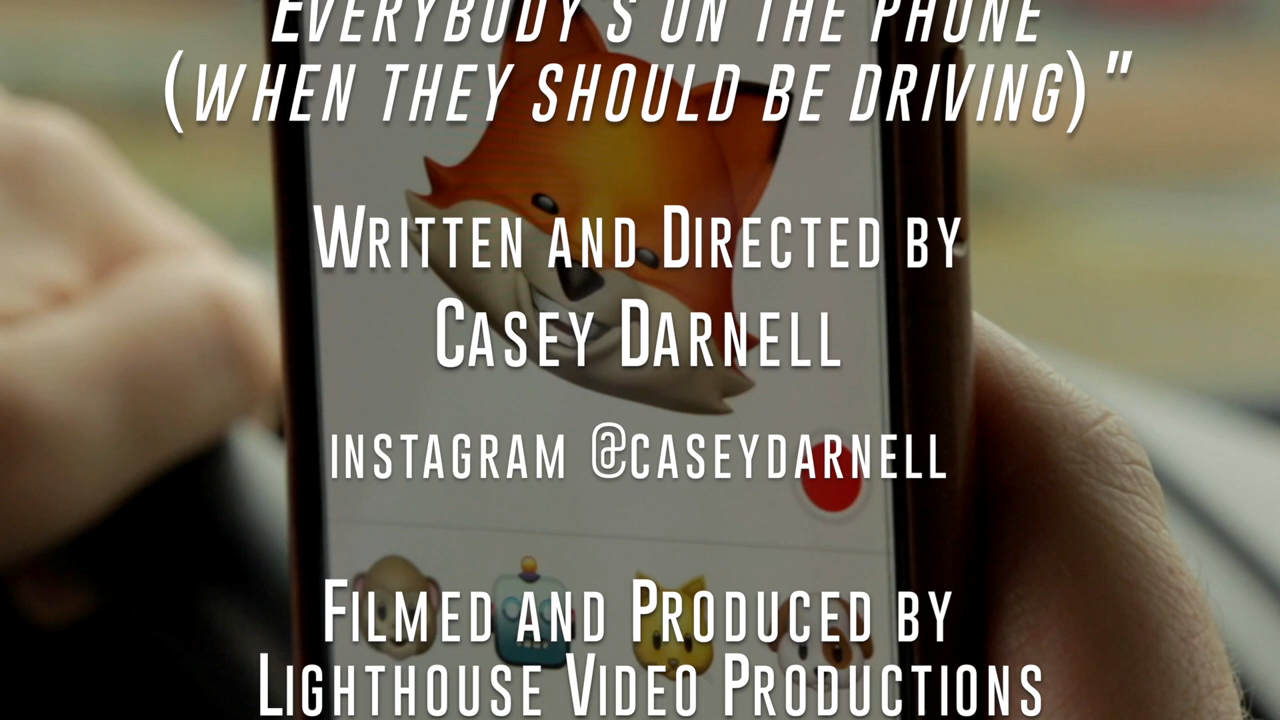 EVERYBODY'S ON THE PHONE
(WHEN THEY SHOULD BE DRIVING)"
WRITTEN AND DIRECTED BY
CASEY DARNELL
INSTAGRAM @CASEYDARNELL
FILMED AND PRODUCED BY
LIGHTHOUSE VIDEO PRODUCTIONS